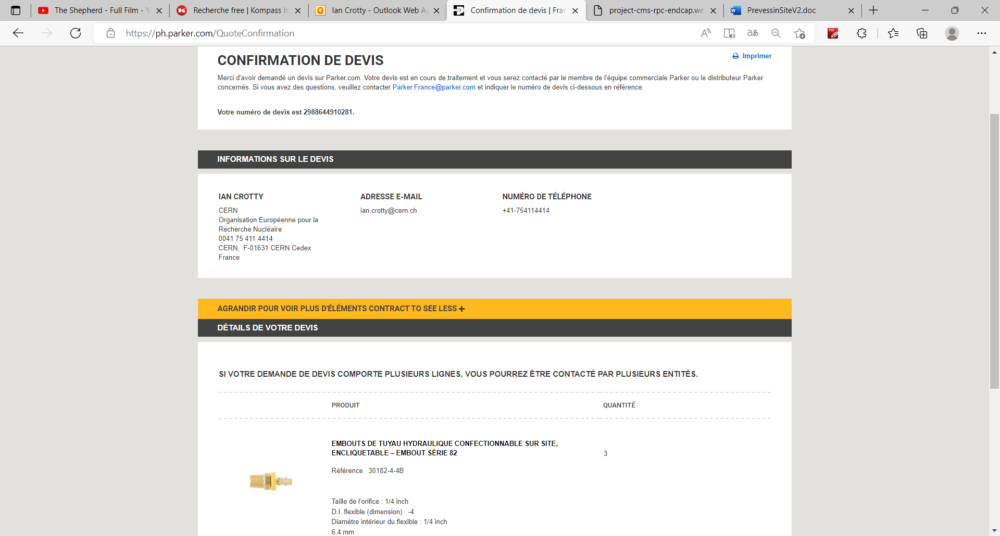 The Shepherd - Full Film -
Recherche free | Kompass In
Ian Crotty - Outlook Web A
Confirmation de devis | Fran
project-cms-rpc-endcap.we
PrevessinSiteV2.doc
https://ph.parker.com/QuoteConfirmation
CONFIRMATION DE DEVIS
Imprimer
Merci d'avoir demandé un devis sur Parker.com. Votre devis est en cours de traitement et vous serez contacté par le membre de l'équipe commerciale Parker ou le distributeur Parker
concernés. Si vous avez des questions, veuillez contacter Parker.France@parker.com et indiquer le numéro de devis ci-dessous en référence.
Votre numéro de devis est 2988644910281.
INFORMATIONS SUR LE DEVIS
IAN CROTTY
CERN
Organisation Européenne pour la
Recherche Nucléaire
0041 75 411 4414
CERN, F-01631 CERN Cedex
France
ADRESSE E-MAIL
ian.crotty@cern.ch
NUMÉRO DE TÉLÉPHONE
+41-754114414
AGRANDIR POUR VOIR PLUS D'ÉLÉMENTS CONTRACT TO SEE LESS +
DÉTAILS DE VOTRE DEVIS
SI VOTRE DEMANDE DE DEVIS COMPORTE PLUSIEURS LIGNES, VOUS POURREZ ÊTRE CONTACTÉ PAR PLUSIEURS ENTITÉS.
PRODUIT
QUANTITÉ
EMBOUTS DE TUYAU HYDRAULIQUE CONFECTIONNABLE SUR SITE,
ENCLIQUETABLE – EMBOUT SÉRIE 82
3
Référence 30182-4-4B
Taille de l'orifice : 1/4 inch
D.I. flexible (dimension) : -4
Diamètre intérieur du flexible : 1/4 inch
6,4 mm